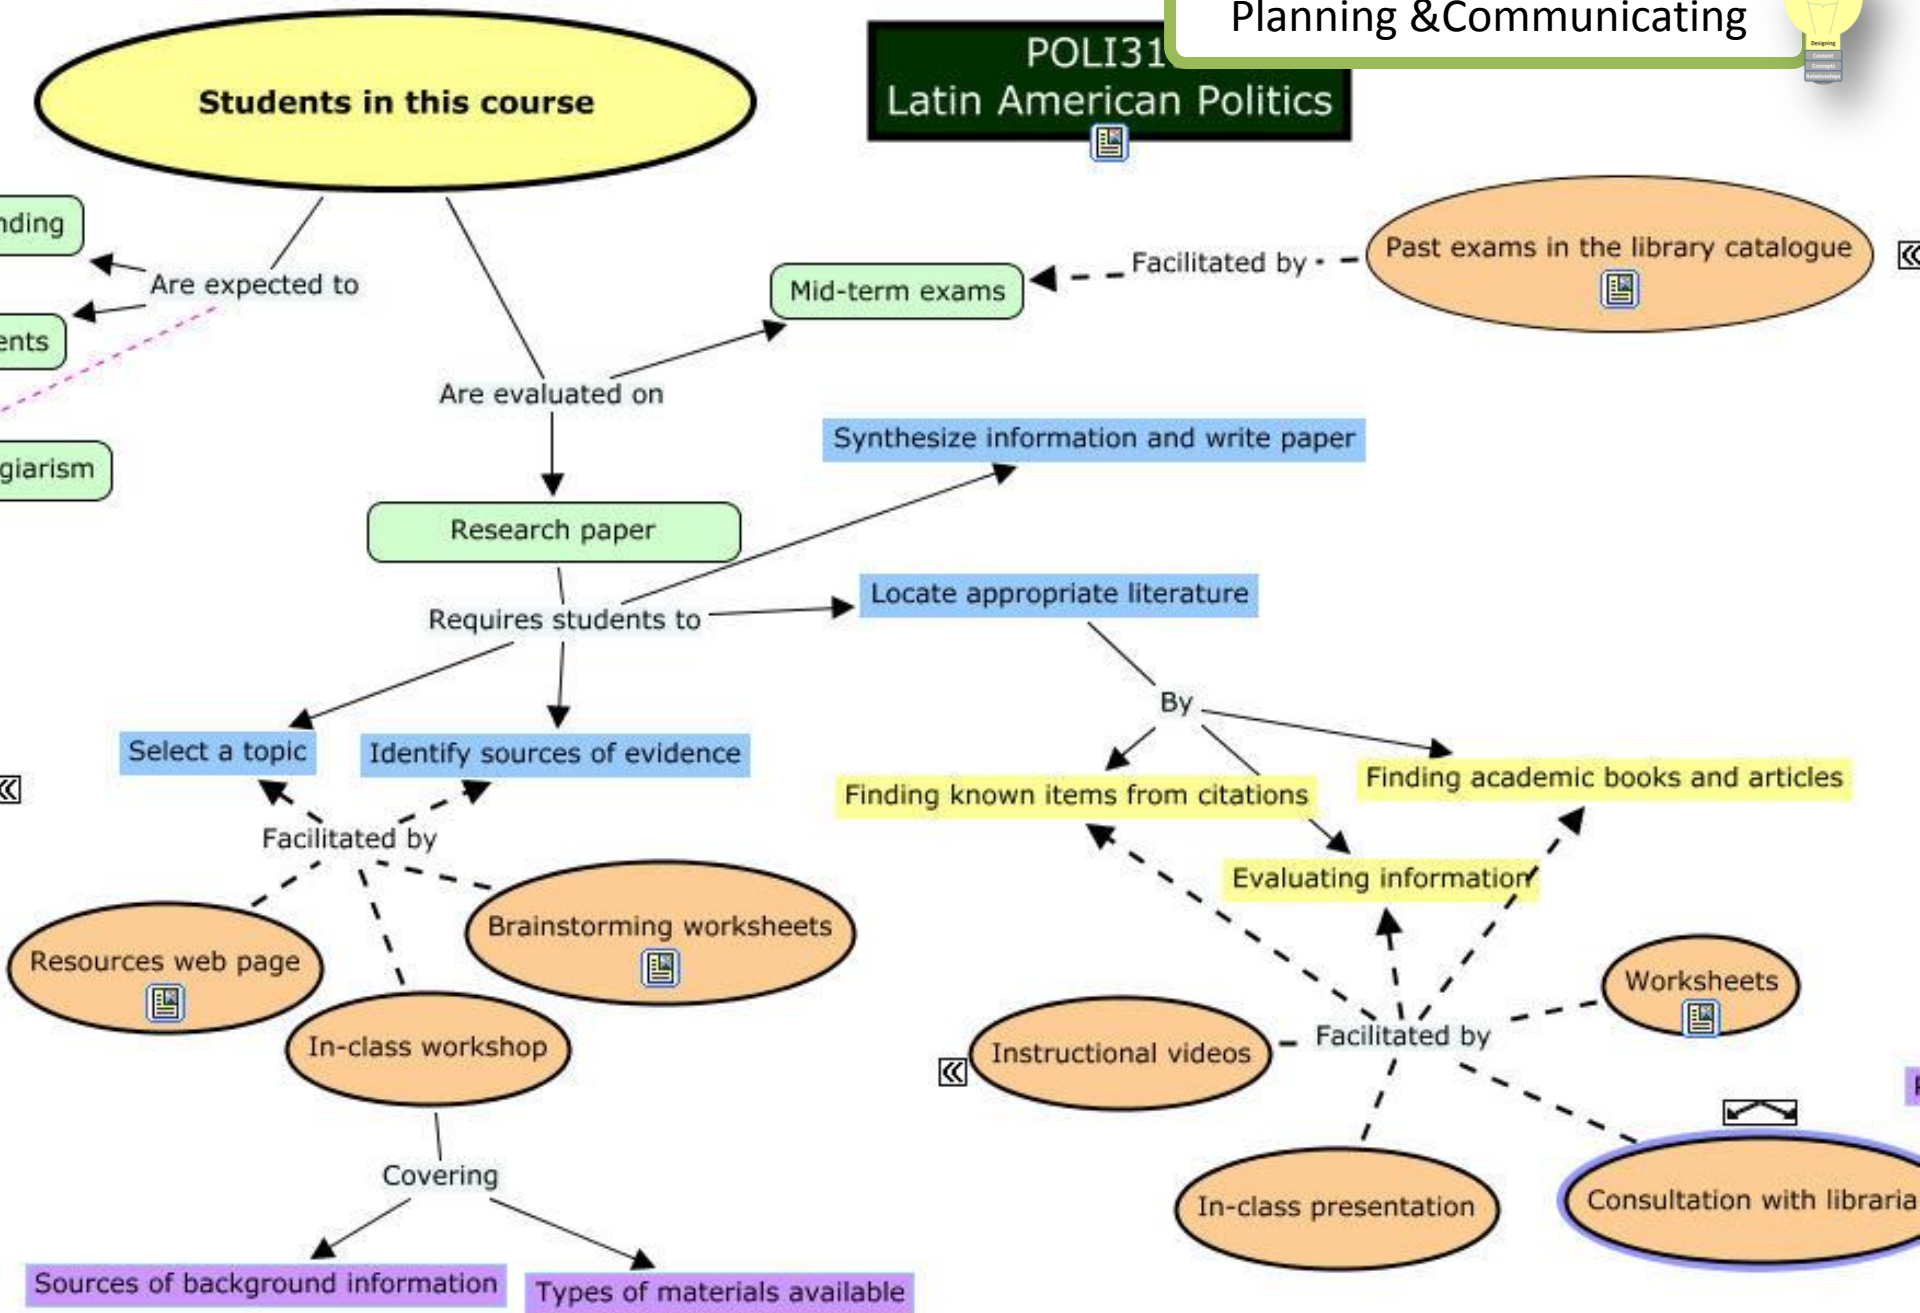 Planning &Communicating
Designing
Content
Concepts
Relationships
POLI31
Latin American Politics
Students in this course
nding
Are expected to
ents
giarism
Past exams in the library catalogue
Facilitated by
Mid-term exams
Are evaluated on
Synthesize information and write paper
Research paper
Requires students to
Locate appropriate literature
By
Select a topic
Identify sources of evidence
Finding known items from citations
Finding academic books and articles
Evaluating information
Facilitated by
Resources web page
Brainstorming worksheets
In-class workshop
Covering
Sources of background information
Types of materials available
Facilitated by
Instructional videos
Worksheets
In-class presentation
Consultation with libraria